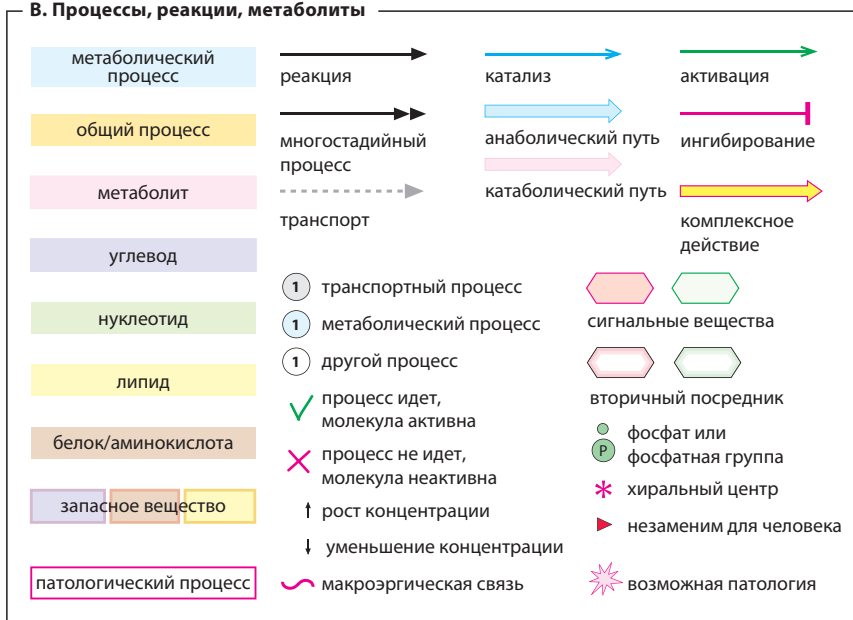 В. Процессы, реакции, метаболиты
метаболический
процесс
общий процесс
метаболит
углевод
нуклеотид
липид
белок/аминокислота
запасное вещество
патологический процесс
реакция
многостадийный
процесс
транспорт
катализ
анаболический путь
катаболический путь
активация
ингибирование
комплексное
действие
1 транспортный процесс
1 метаболический процесс
1 другой процесс
процесс идет,
молекула активна
процесс не идет,
молекула неактивна
рост концентрации
уменьшение концентрации
макроэргическая связь
сигнальные вещества
вторичный посредник
фосфат или
P фосфатная группа
хиральный центр
незаменим для человека
возможная патология